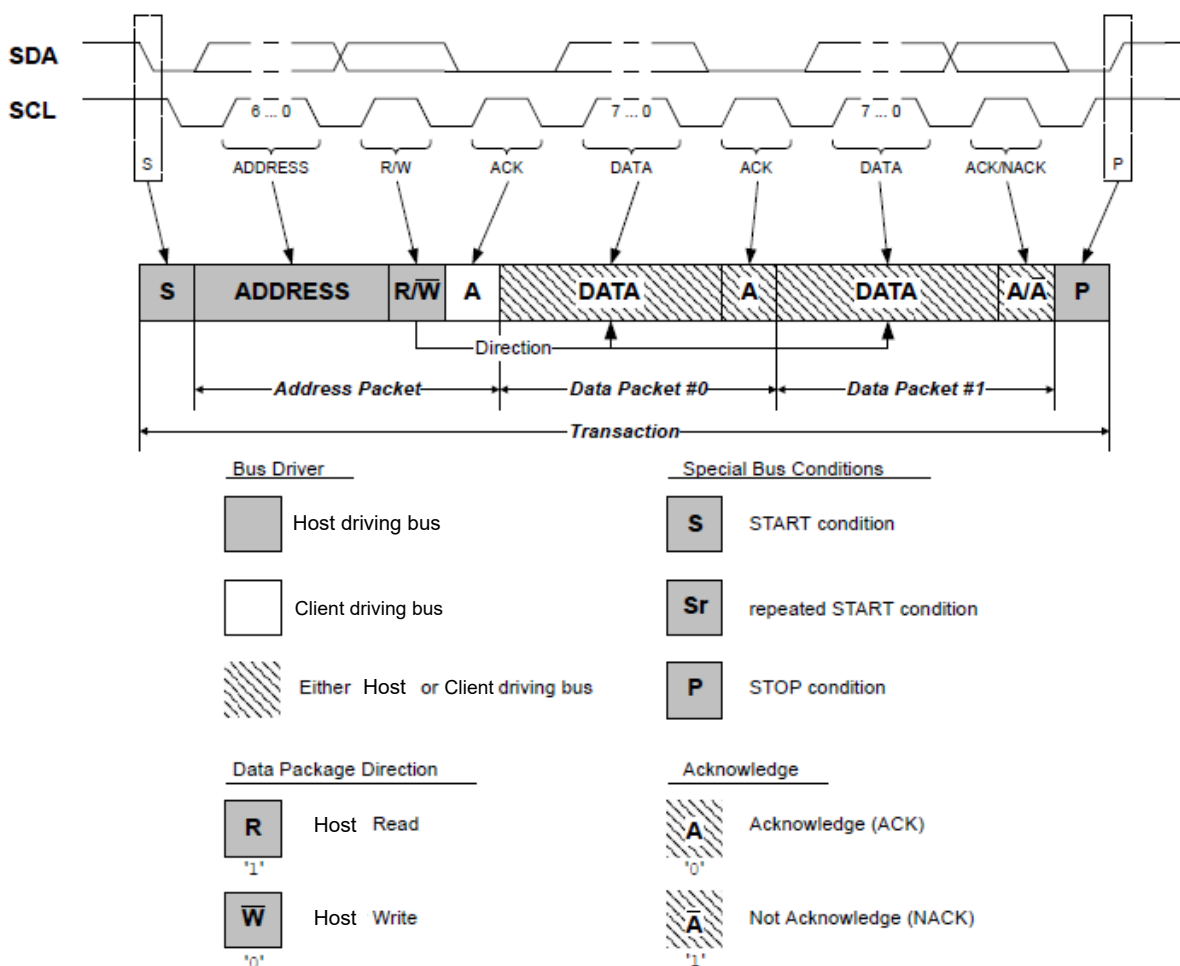 SDA
SCL
6 ... 0
7 ... 0
7 ... 0
S
ADDRESS
R/W
ACK
DATA
ACK
DATA
ACK/NACK
P
S
ADDRESS
R/W̅
A
DATA
A
DATA
A/A̅
P
Direction
Address Packet
Data Packet #0
Data Packet #1
Transaction
Bus Driver
Special Bus Conditions
Host driving bus
S
START condition
Client driving bus
Sr
repeated START condition
Either Host or Client driving bus
P
STOP condition
Data Package Direction
Acknowledge
R
Host Read
A
Acknowledge (ACK)
'1'
'0'
W̅
Host Write
A̅
Not Acknowledge (NACK)
'0'
'1'